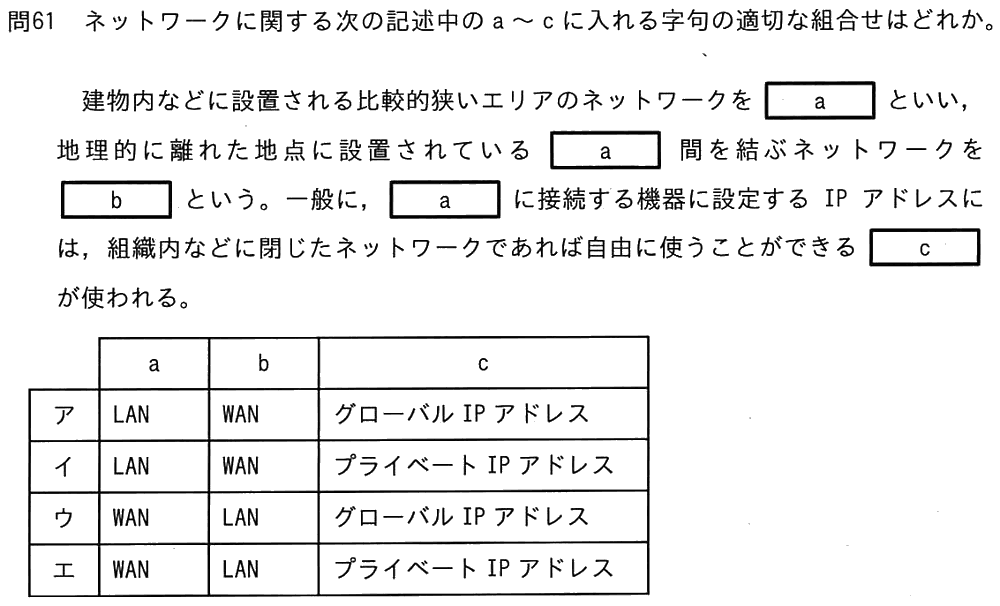 問61 ネットワークに関する次の記述中のa～cに入れる字句の適切な組合せはどれか。
建物内などに設置される比較的狭いエリアのネットワークを a といい,
地理的に離れた地点に設置されている a 間を結ぶネットワークを
b という。一般に, a に接続する機器に設定する IP アドレスに
は, 組織内などに閉じたネットワークであれば自由に使うことができる c
が使われる。
a b c
ア LAN WAN グローバル IP アドレス
イ LAN WAN プライベート IP アドレス
ウ WAN LAN グローバル IP アドレス
エ WAN LAN プライベート IP アドレス